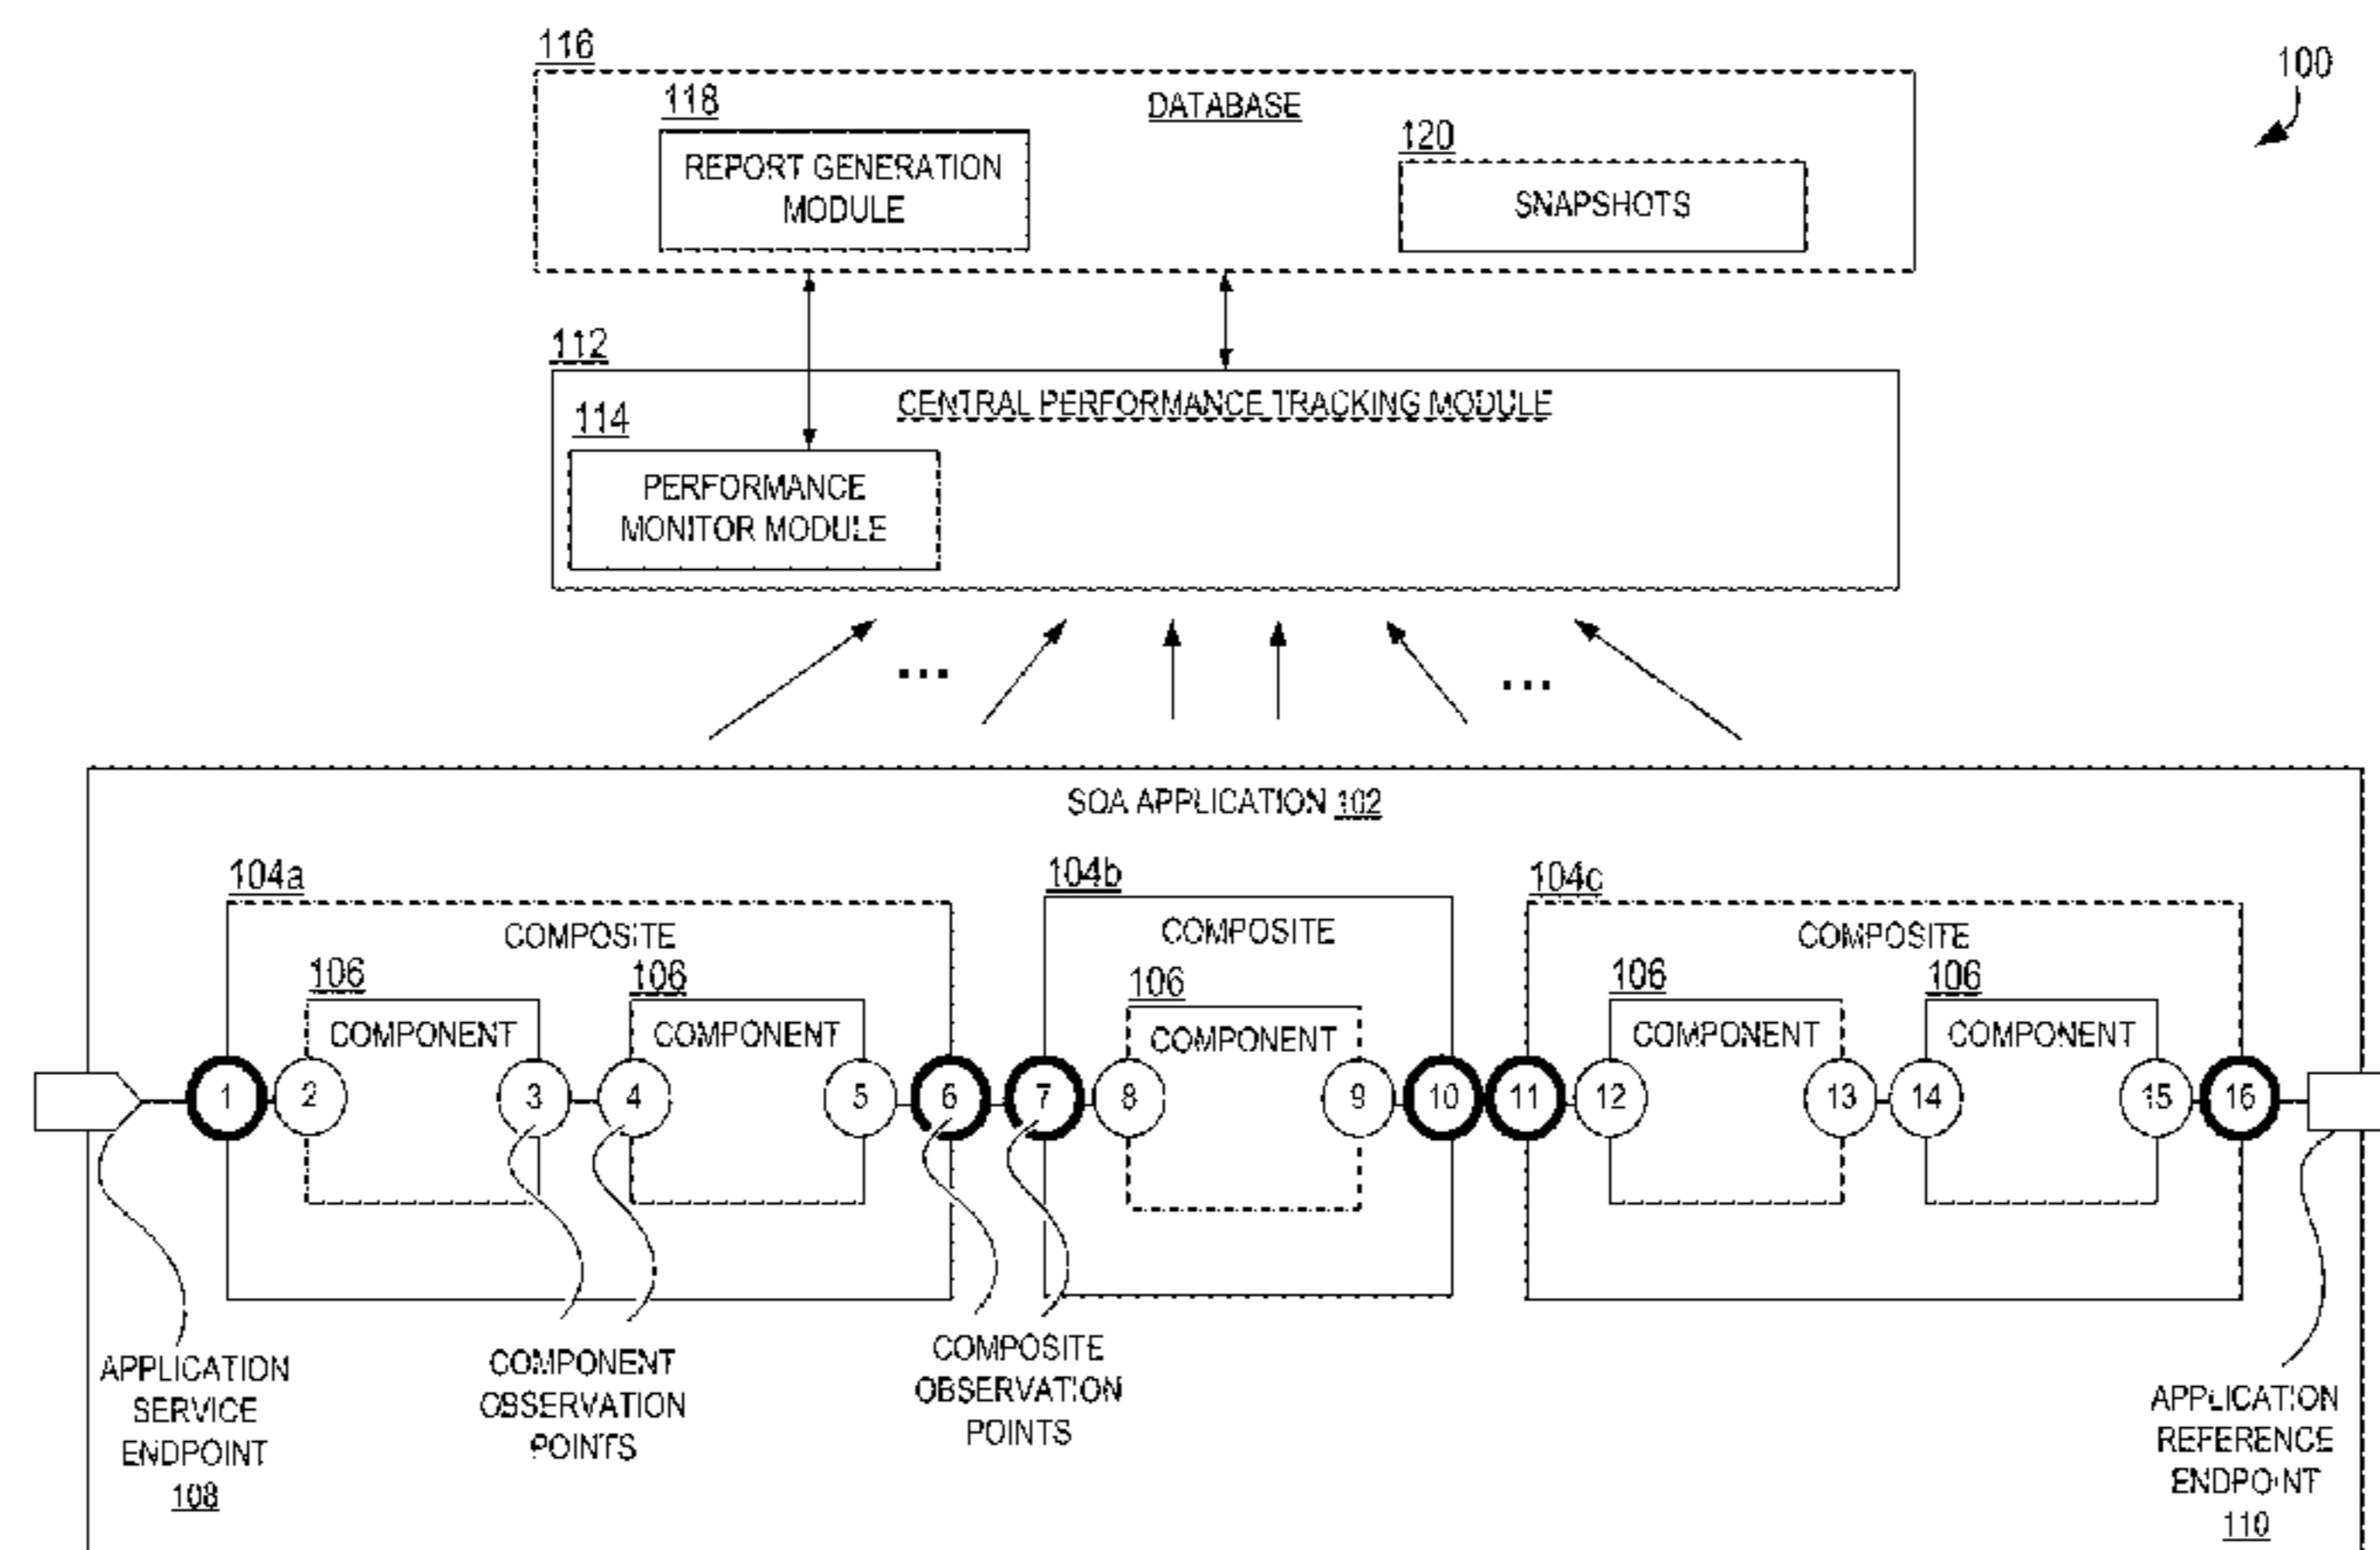 116
100
118
DATABASE
120
REPORT GENERATION
MODULE
SNAPSHOTS
112
CENTRAL PERFORMANCE TRACKING MODULE
114
PERFORMANCE
MONITOR MODULE
... ...
SOA APPLICATION 102
104a 104b 104c
COMPOSITE COMPOSITE COMPOSITE
106 106 106 106 106
COMPONENT COMPONENT COMPONENT COMPONENT COMPONENT
1 2 3 4 5 6 7 8 9 10 11 12 13 14 15 16
APPLICATION
SERVICE
ENDPOINT
108
COMPONENT
OBSERVATION
POINTS
COMPOSITE
OBSERVATION
POINTS
APPLICATION
REFERENCE
ENDPOINT
110